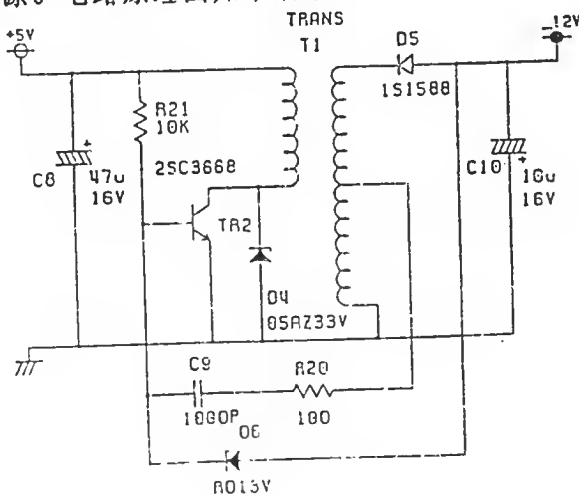 TRANS
T1
+5V
D5
-12V
1S1588
R21
10K
2SC3668
C8
47u
16V
TR2
C10
10u
16V
D4
05AZ33V
C9
1000P
R20
100
D6
RD13V